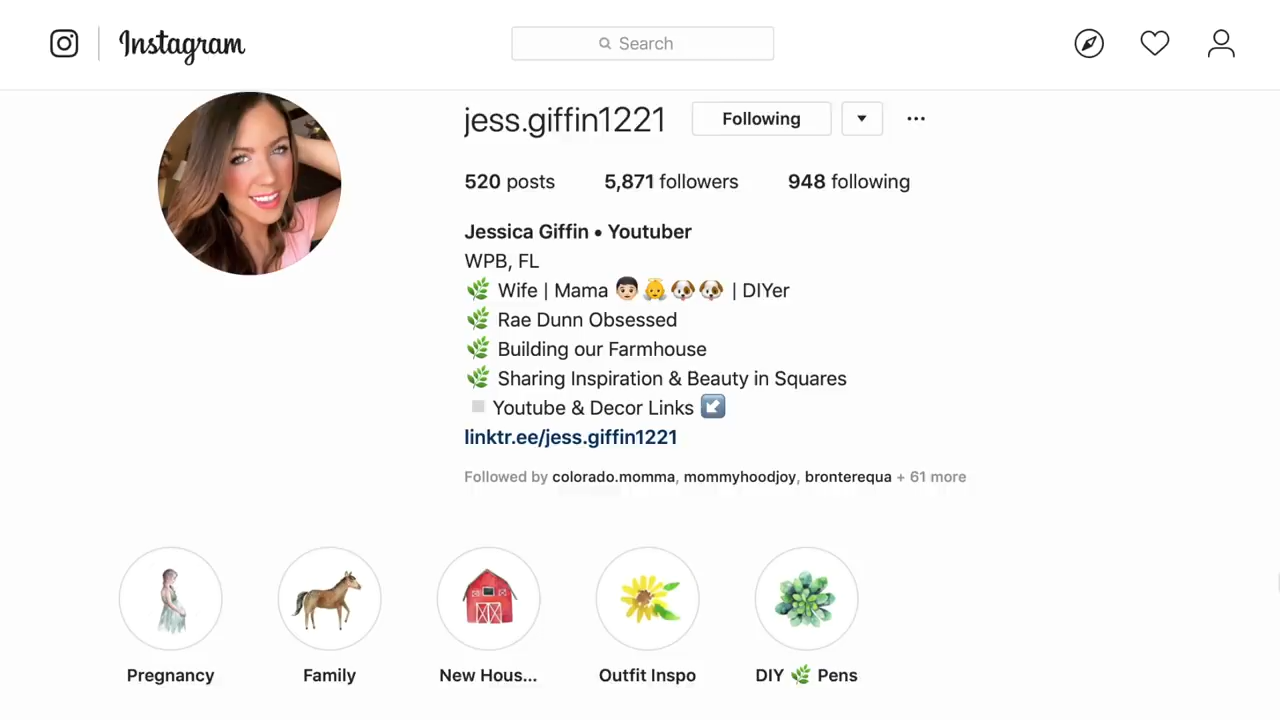 Instagram
Search
jess.giffin1221
Following
520 posts 5,871 followers 948 following
Jessica Giffin • Youtuber
WPB, FL
🌿 Wife | Mama 👦🏻👼🐶🐶 | DIYer
🌿 Rae Dunn Obsessed
🌿 Building our Farmhouse
🌿 Sharing Inspiration & Beauty in Squares
▫️Youtube & Decor Links ↙️
linktr.ee/jess.giffin1221
Followed by colorado.momma, mommyhoodjoy, bronterequa + 61 more
Pregnancy Family New Hous... Outfit Inspo DIY 🌿 Pens